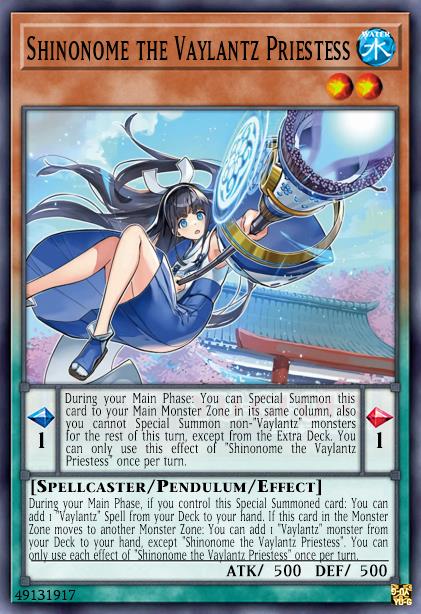 SHINONOME THE VAYLANTZ PRIESTESS
WATER
水
During your Main Phase: You can Special Summon this
card to your Main Monster Zone in its same column, also
you cannot Special Summon non-"Vaylantz" monsters
for the rest of this turn, except from the Extra Deck. You
can only use this effect of "Shinonome the Vaylantz
Priestess" once per turn.
1
1
[SPELLCASTER/PENDULUM/EFFECT]
During your Main Phase, if you control this Special Summoned card: You can
add 1 "Vaylantz" Spell from your Deck to your hand. If this card in the Monster
Zone moves to another Monster Zone: You can add 1 "Vaylantz" monster from
your Deck to your hand, except "Shinonome the Vaylantz Priestess". You can
only use each effect of "Shinonome the Vaylantz Priestess" once per turn.
ATK/ 500 DEF/ 500
49131917